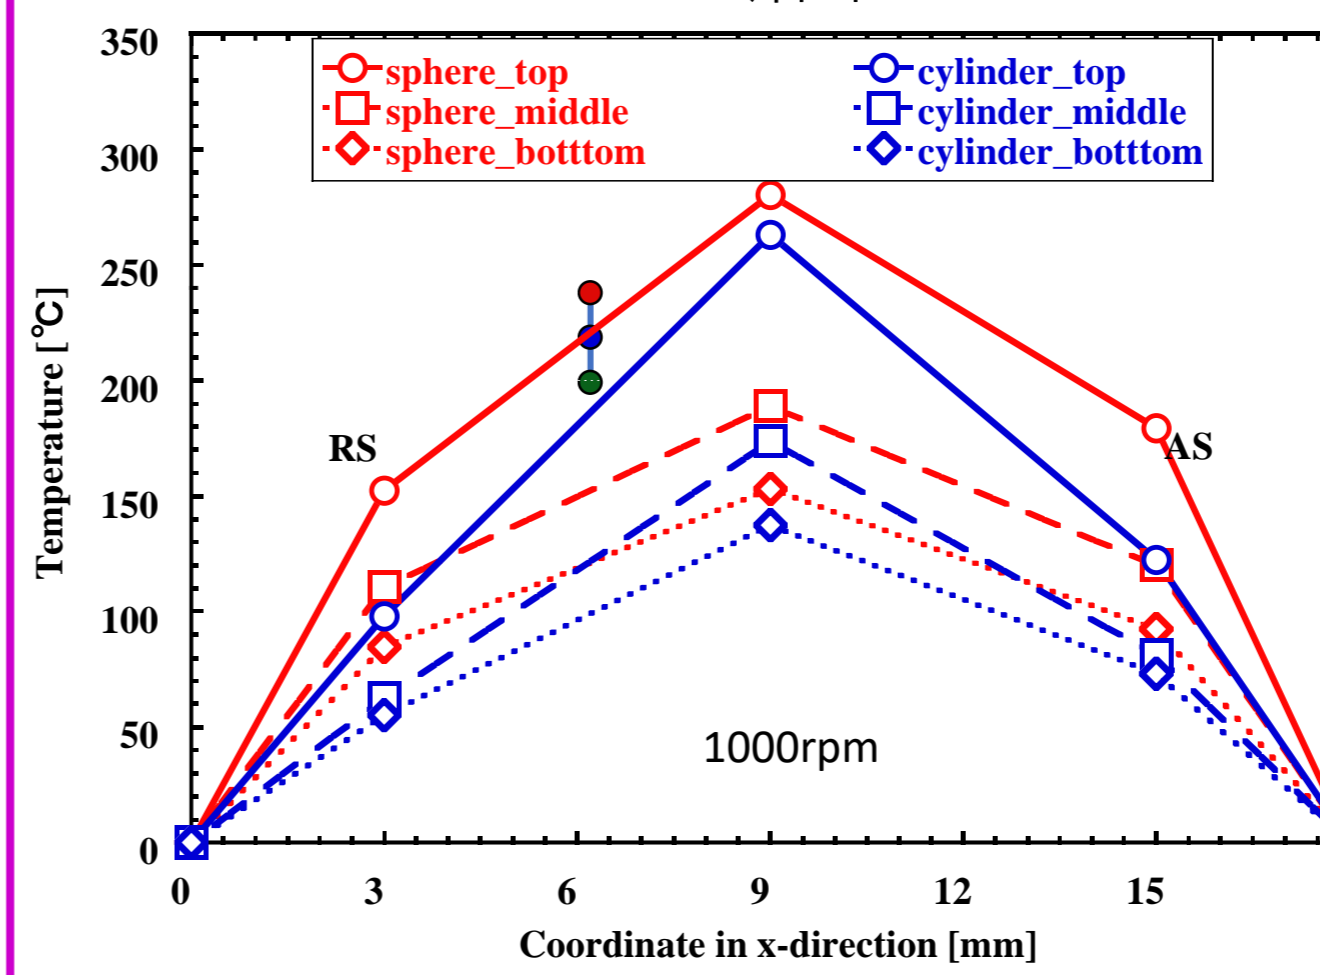 350
sphere_top cylinder_top
sphere_middle cylinder_middle
sphere_botttom cylinder_botttom
300
250
200
150
100
50
0
RS
AS
1000rpm
Temperature [℃]
0 3 6 9 12 15
Coordinate in x-direction [mm]